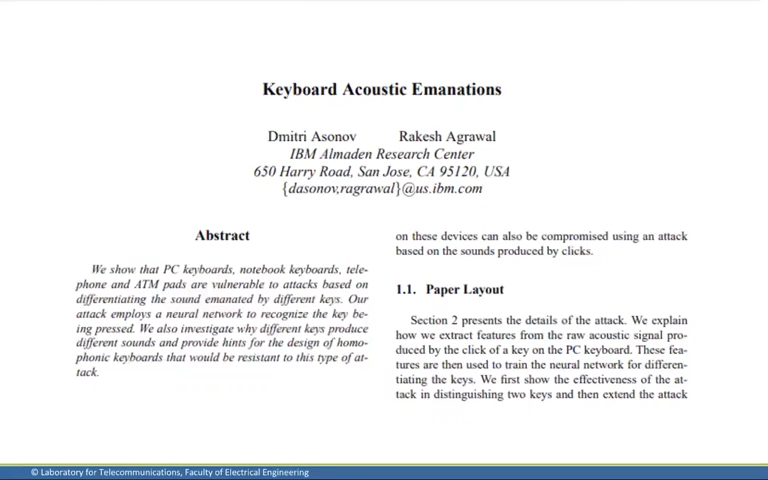 Keyboard Acoustic Emanations
Dmitri Asonov Rakesh Agrawal
IBM Almaden Research Center
650 Harry Road, San Jose, CA 95120, USA
{dasonov,ragrawal}@us.ibm.com
Abstract
We show that PC keyboards, notebook keyboards, tele-
phone and ATM pads are vulnerable to attacks based on
differentiating the sound emanated by different keys. Our
attack employs a neural network to recognize the key be-
ing pressed. We also investigate why different keys produce
different sounds and provide hints for the design of homo-
phonic keyboards that would be resistant to this type of at-
tack.
on these devices can also be compromised using an attack
based on the sounds produced by clicks.
1.1. Paper Layout
Section 2 presents the details of the attack. We explain
how we extract features from the raw acoustic signal pro-
duced by the click of a key on the PC keyboard. These fea-
tures are then used to train the neural network for differen-
tiating the keys. We first show the effectiveness of the at-
tack in distinguishing two keys and then extend the attack
© Laboratory for Telecommunications, Faculty of Electrical Engineering